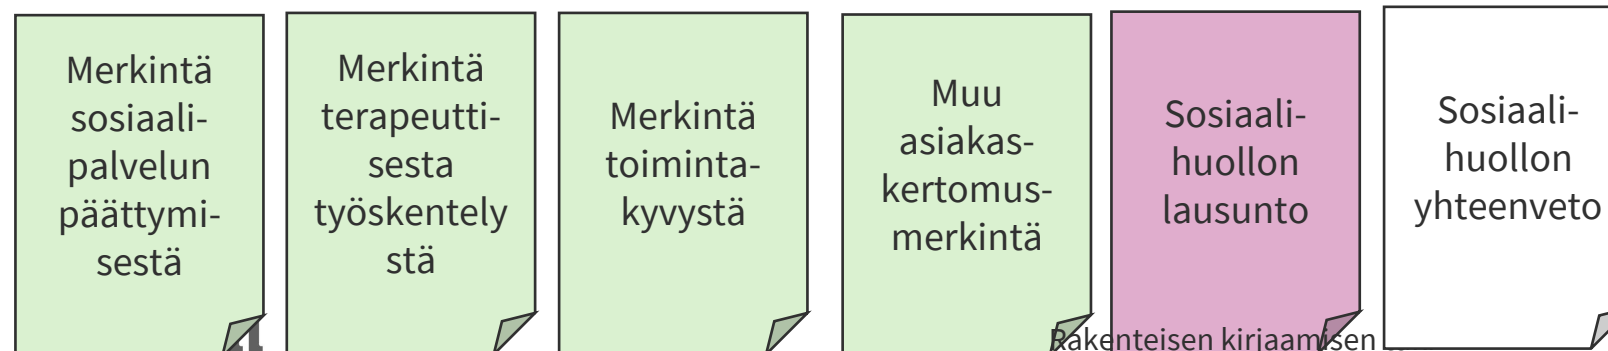 Merkintä
sosiaali-
palvelun
päättymi-
sestä
Merkintä
terapeutti-
sesta
työskentely
stä
Merkintä
toiminta-
kyvystä
Muu
asiakas-
kertomus-
merkintä
Sosiaali-
huollon
lausunto
Sosiaali-
huollon
yhteenveto
Rakenteisen kirjaamisen